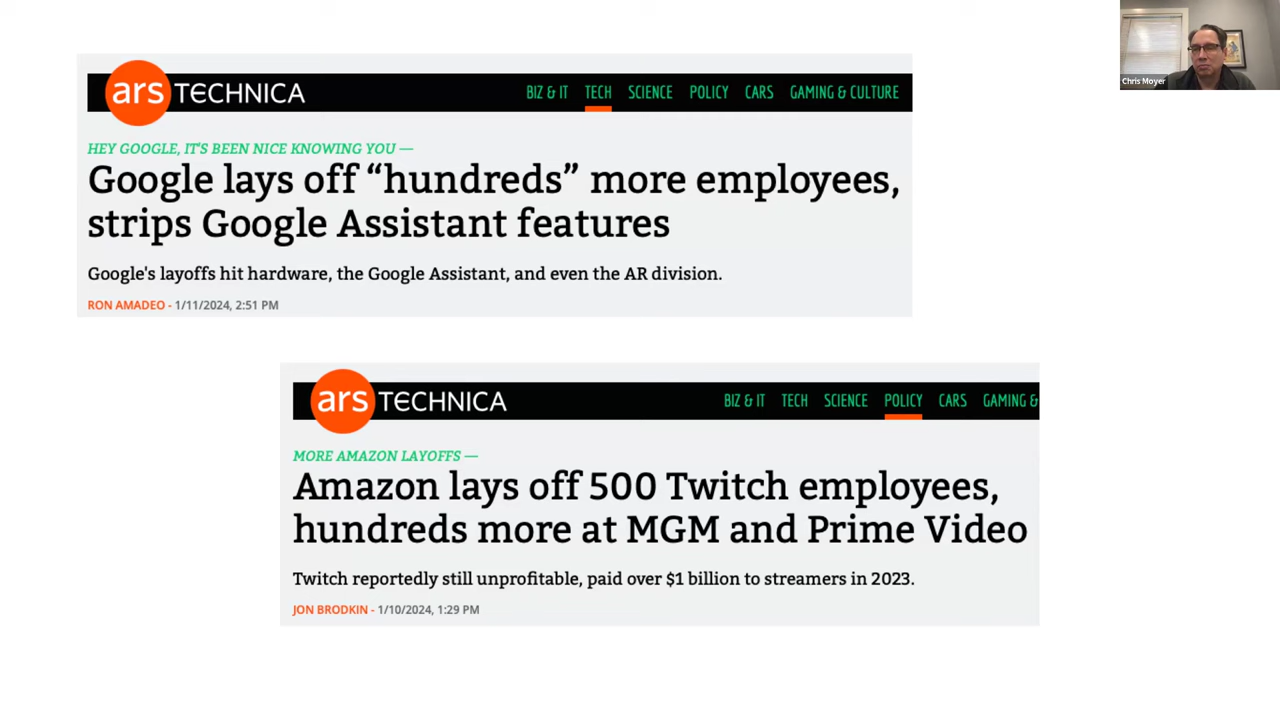 Chris Moyer
ars TECHNICA
BIZ & IT TECH SCIENCE POLICY CARS GAMING & CULTURE
HEY GOOGLE, IT'S BEEN NICE KNOWING YOU —
Google lays off “hundreds” more employees,
strips Google Assistant features
Google's layoffs hit hardware, the Google Assistant, and even the AR division.
RON AMADEO - 1/11/2024, 2:51 PM
ars TECHNICA
BIZ & IT TECH SCIENCE POLICY CARS GAMING &
MORE AMAZON LAYOFFS —
Amazon lays off 500 Twitch employees,
hundreds more at MGM and Prime Video
Twitch reportedly still unprofitable, paid over $1 billion to streamers in 2023.
JON BRODKIN - 1/10/2024, 1:29 PM